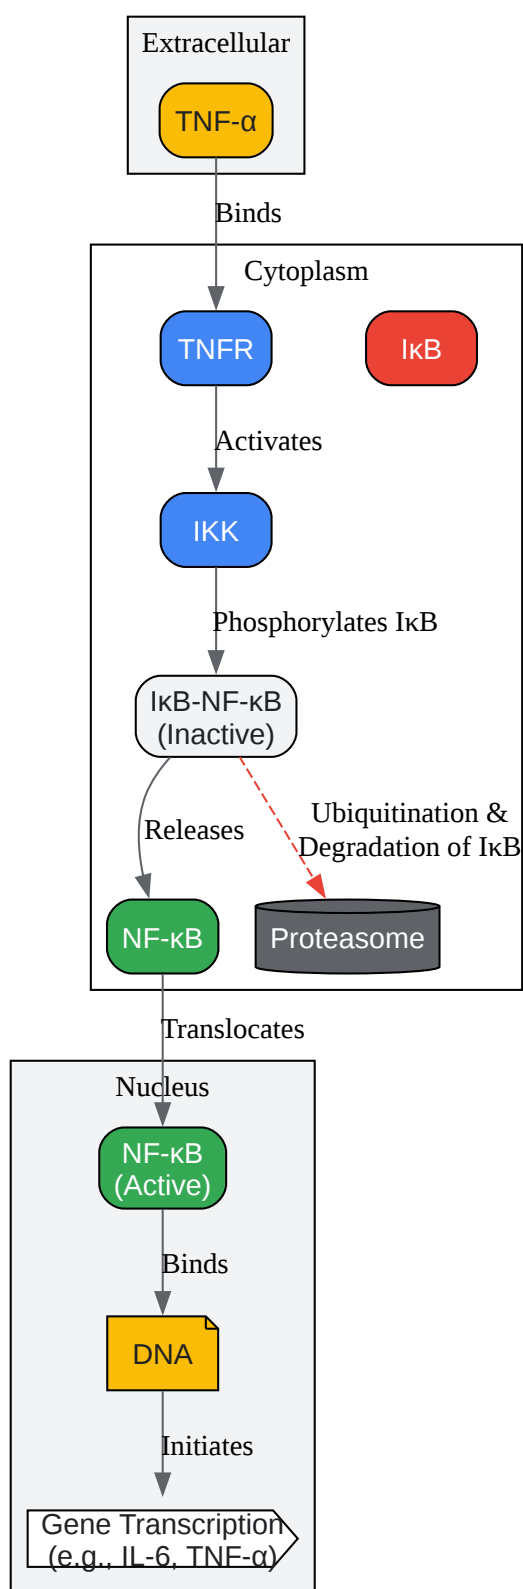 Extracellular
TNF-α
Binds
Cytoplasm
TNFR
IκB
Activates
IKK
Phosphorylates IκB
IκB-NF-κB
(Inactive)
Ubiquitination &
Degradation of IκB
Releases
NF-κB
Proteasome
Translocates
Nucleus
NF-κB
(Active)
Binds
DNA
Initiates
Gene Transcription
(e.g., IL-6, TNF-α)